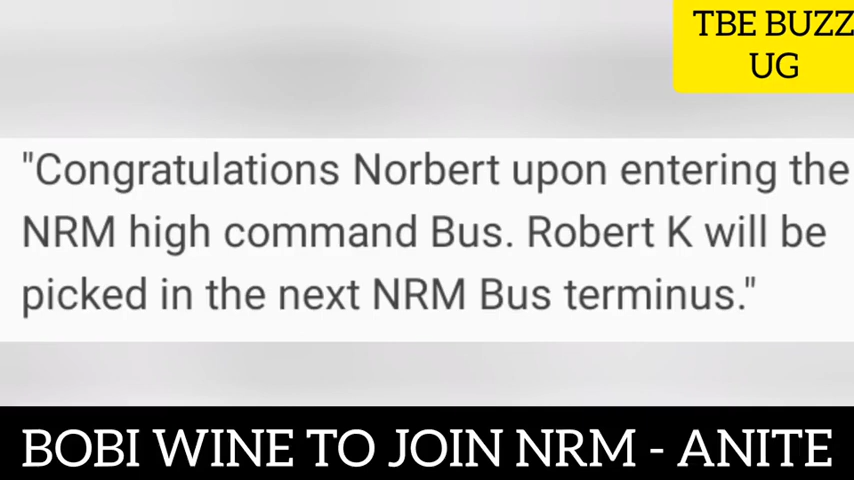 TBE BUZZ
UG
"Congratulations Norbert upon entering the
NRM high command Bus. Robert K will be
picked in the next NRM Bus terminus."
BOBI WINE TO JOIN NRM - ANITE